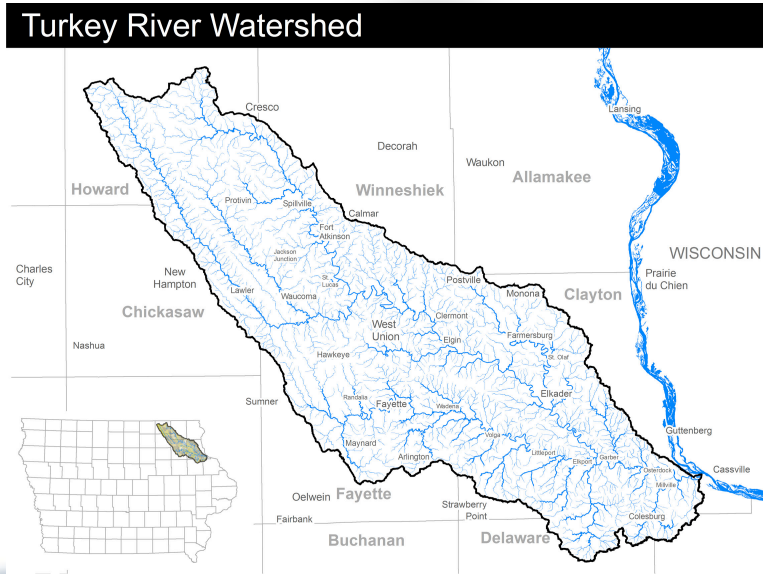 Turkey River Watershed
Lansing
Cresco
Decorah
Waukon
Allamakee
Howard
Winneshiek
Protivin
Spillville
Calmar
Fort
Atkinson
WISCONSIN
Jackson
Junction
Charles
City
New
Hampton
St.
Lucas
Postville
Prairie
du Chien
Lawler
Waucoma
Monona
Clayton
Chickasaw
Clermont
West
Union
Elgin
Farmersburg
Nashua
Hawkeye
St. Olaf
Sumner
Randalia
Fayette
Wadena
Elkader
Guttenberg
Maynard
Volga
Arlington
Littleport
Elkport
Garber
Osterdock
Cassville
Millville
Oelwein
Fayette
Strawberry
Point
Fairbank
Colesburg
Buchanan
Delaware